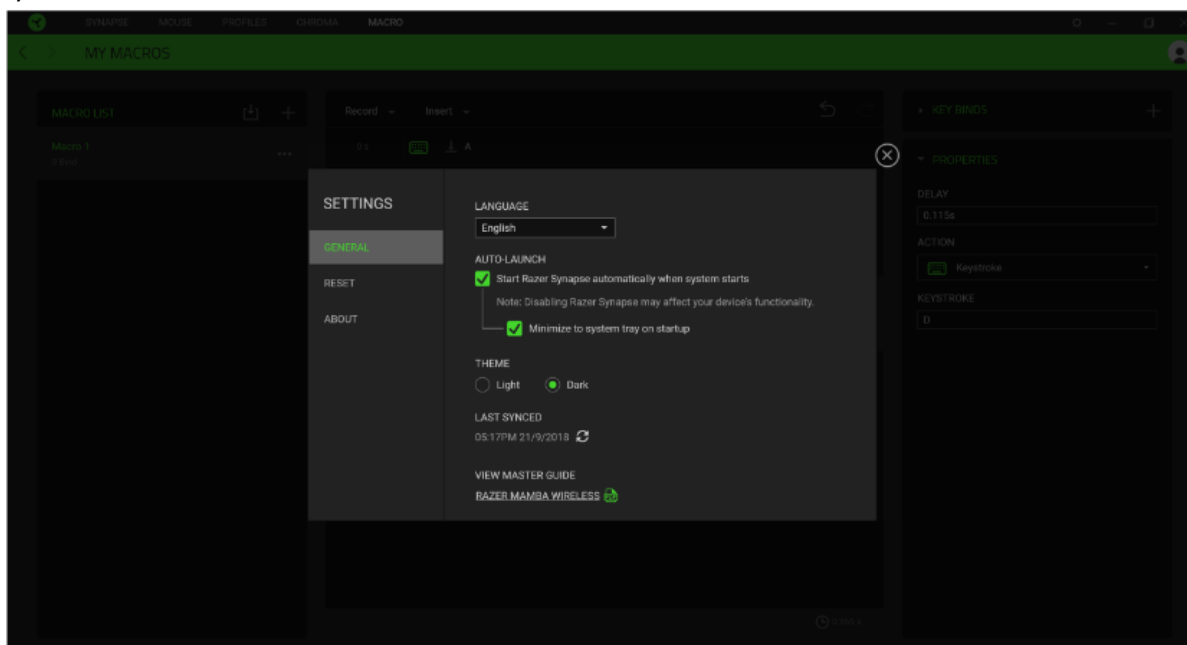 SYNAPSE MOUSE PROFILES CHROMA MACRO
MY MACROS
MACRO LIST
Macro 1
Record Insert
0 s A
KEY BINDS
PROPERTIES
DELAY
0.115s
ACTION
Keystroke
KEYSTROKE
D
SETTINGS
GENERAL
RESET
ABOUT
LANGUAGE
English
AUTO-LAUNCH
Start Razer Synapse automatically when system starts
Note: Disabling Razer Synapse may affect your device's functionality.
Minimize to system tray on startup
THEME
Light Dark
LAST SYNCED
05:17PM 21/9/2018
VIEW MASTER GUIDE
RAZER MAMBA WIRELESS